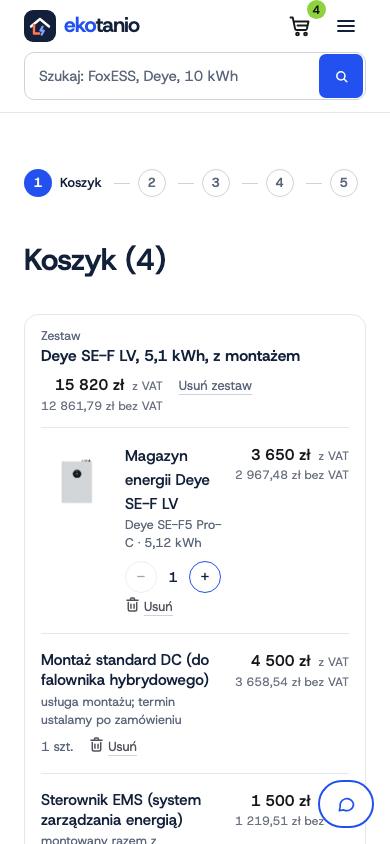 ekotanio
4
Szukaj: FoxESS, Deye, 10 kWh
1 Koszyk 2 3 4 5
Koszyk (4)
Zestaw
Deye SE-F LV, 5,1 kWh, z montażem
15 820 zł z VAT Usuń zestaw
12 861,79 zł bez VAT
Magazyn
energii Deye
SE-F LV
3 650 zł z VAT
2 967,48 zł bez VAT
Deye SE-F5 Pro-
C · 5,12 kWh
− 1 +
Usuń
Montaż standard DC (do
falownika hybrydowego)
4 500 zł z VAT
3 658,54 zł bez VAT
usługa montażu; termin
ustalamy po zamówieniu
1 szt. Usuń
Sterownik EMS (system
zarządzania energią)
1 500 zł
1 219,51 zł bez
montowany razem z